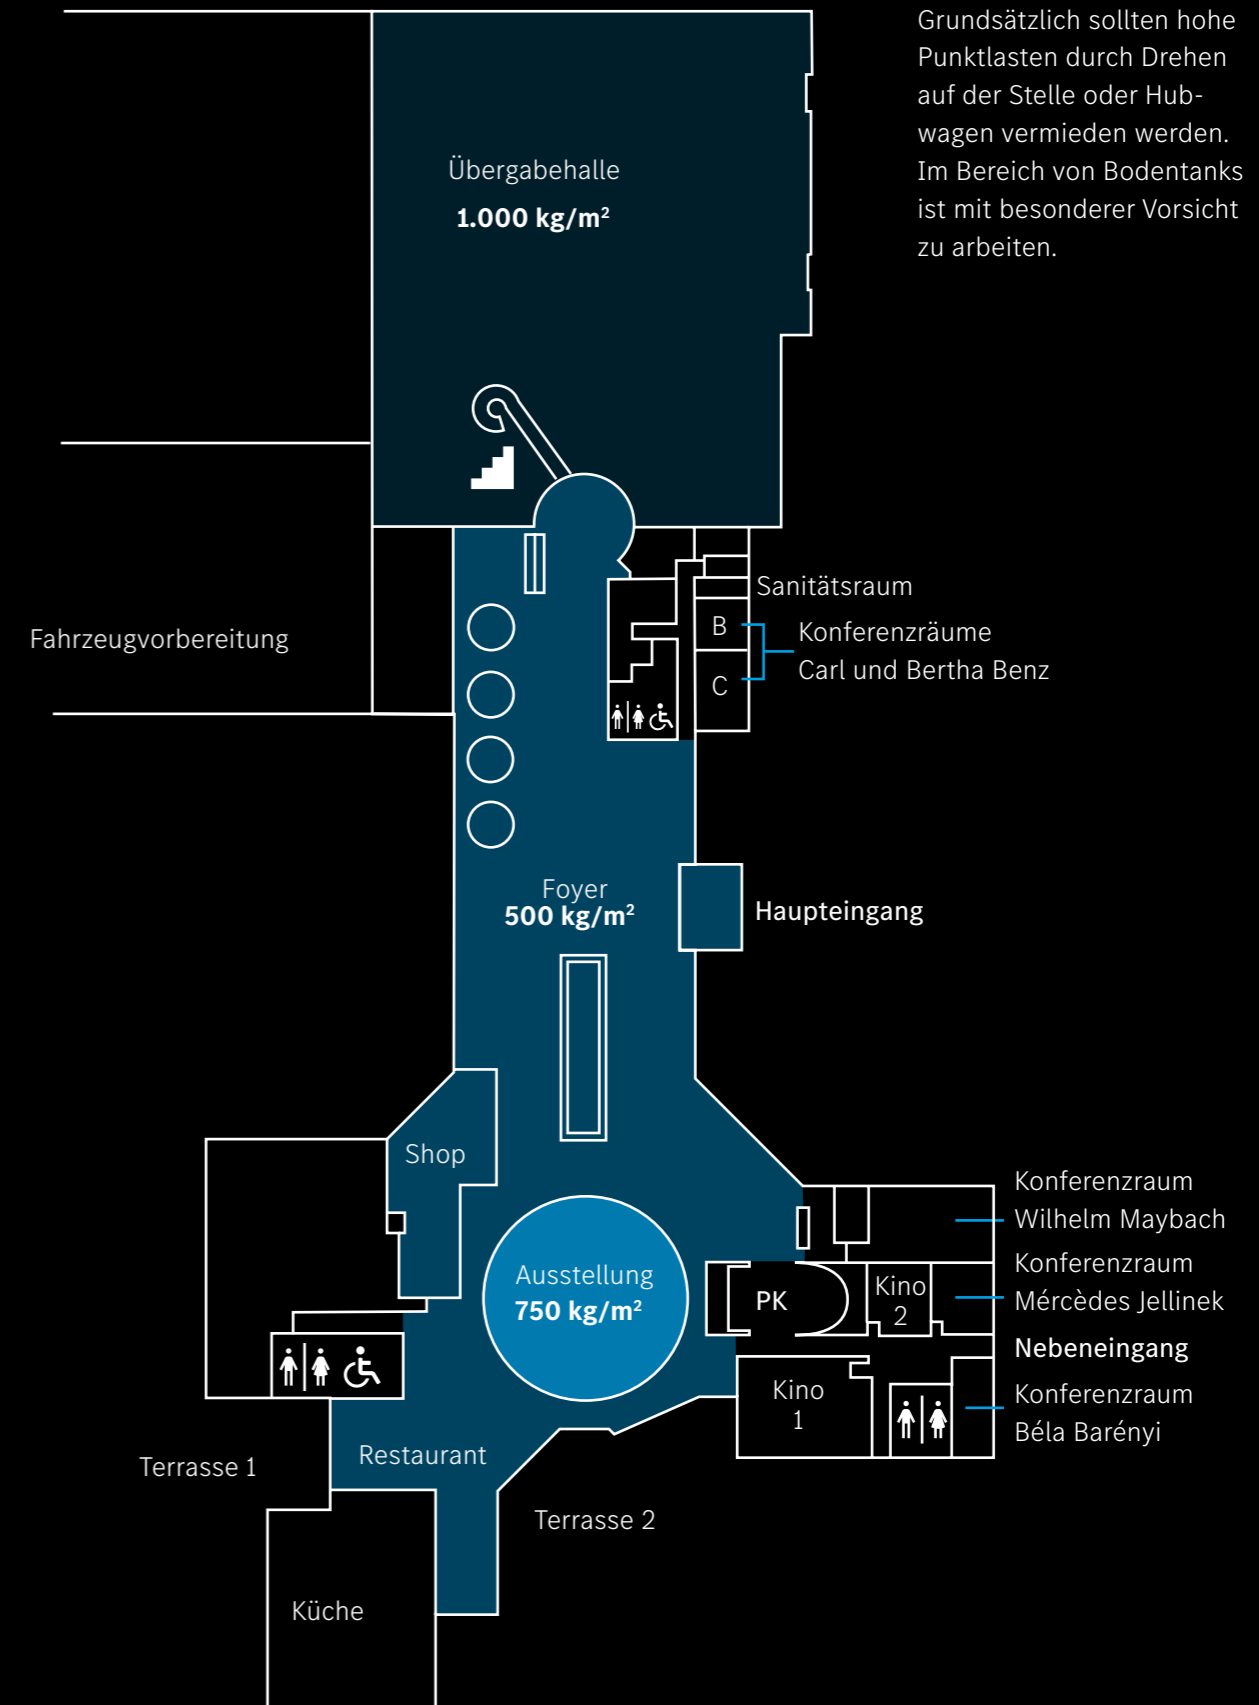 Grundsätzlich sollten hohe
Punktlasten durch Drehen
auf der Stelle oder Hub-
wagen vermieden werden.
Im Bereich von Bodentanks
ist mit besonderer Vorsicht
zu arbeiten.
Übergabehalle
1.000 kg/m²
Sanitätsraum
Fahrzeugvorbereitung
B
C
Konferenzräume
Carl und Bertha Benz
Foyer
500 kg/m²
Haupteingang
Shop
Konferenzraum
Wilhelm Maybach
Ausstellung
750 kg/m²
PK
Kino
2
Konferenzraum
Mércèdes Jellinek
Nebeneingang
Kino
1
Konferenzraum
Béla Barényi
Restaurant
Terrasse 1
Terrasse 2
Küche